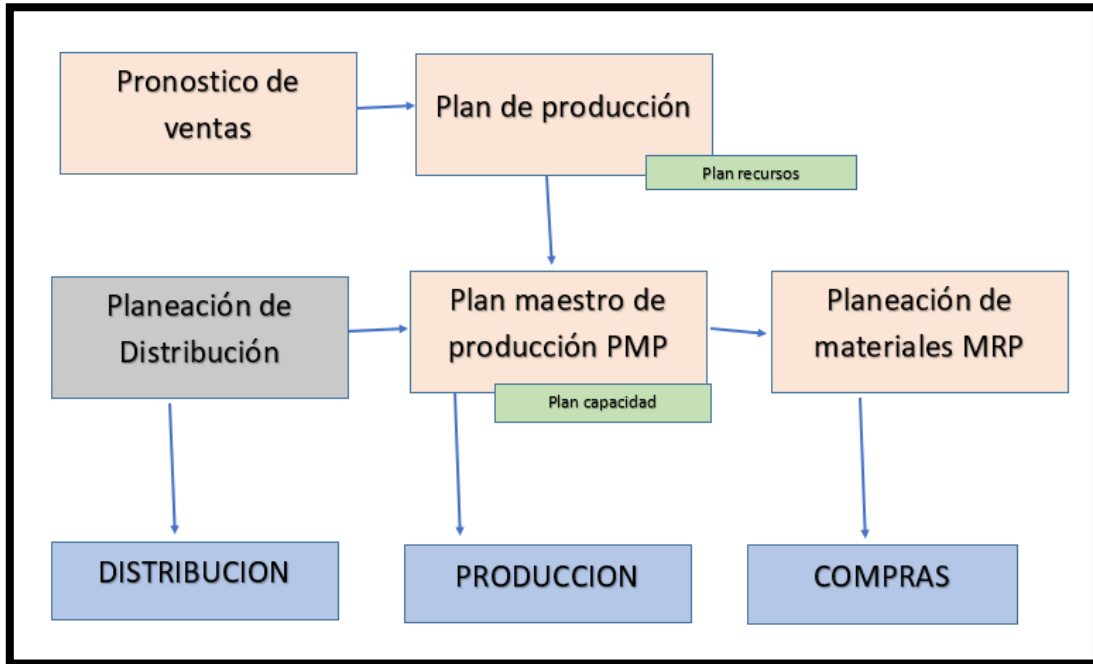 Pronostico de
ventas
Plan de producción
Plan recursos
Planeación de
Distribución
Plan maestro de
producción PMP
Plan capacidad
Planeación de
materiales MRP
DISTRIBUCION
PRODUCCION
COMPRAS